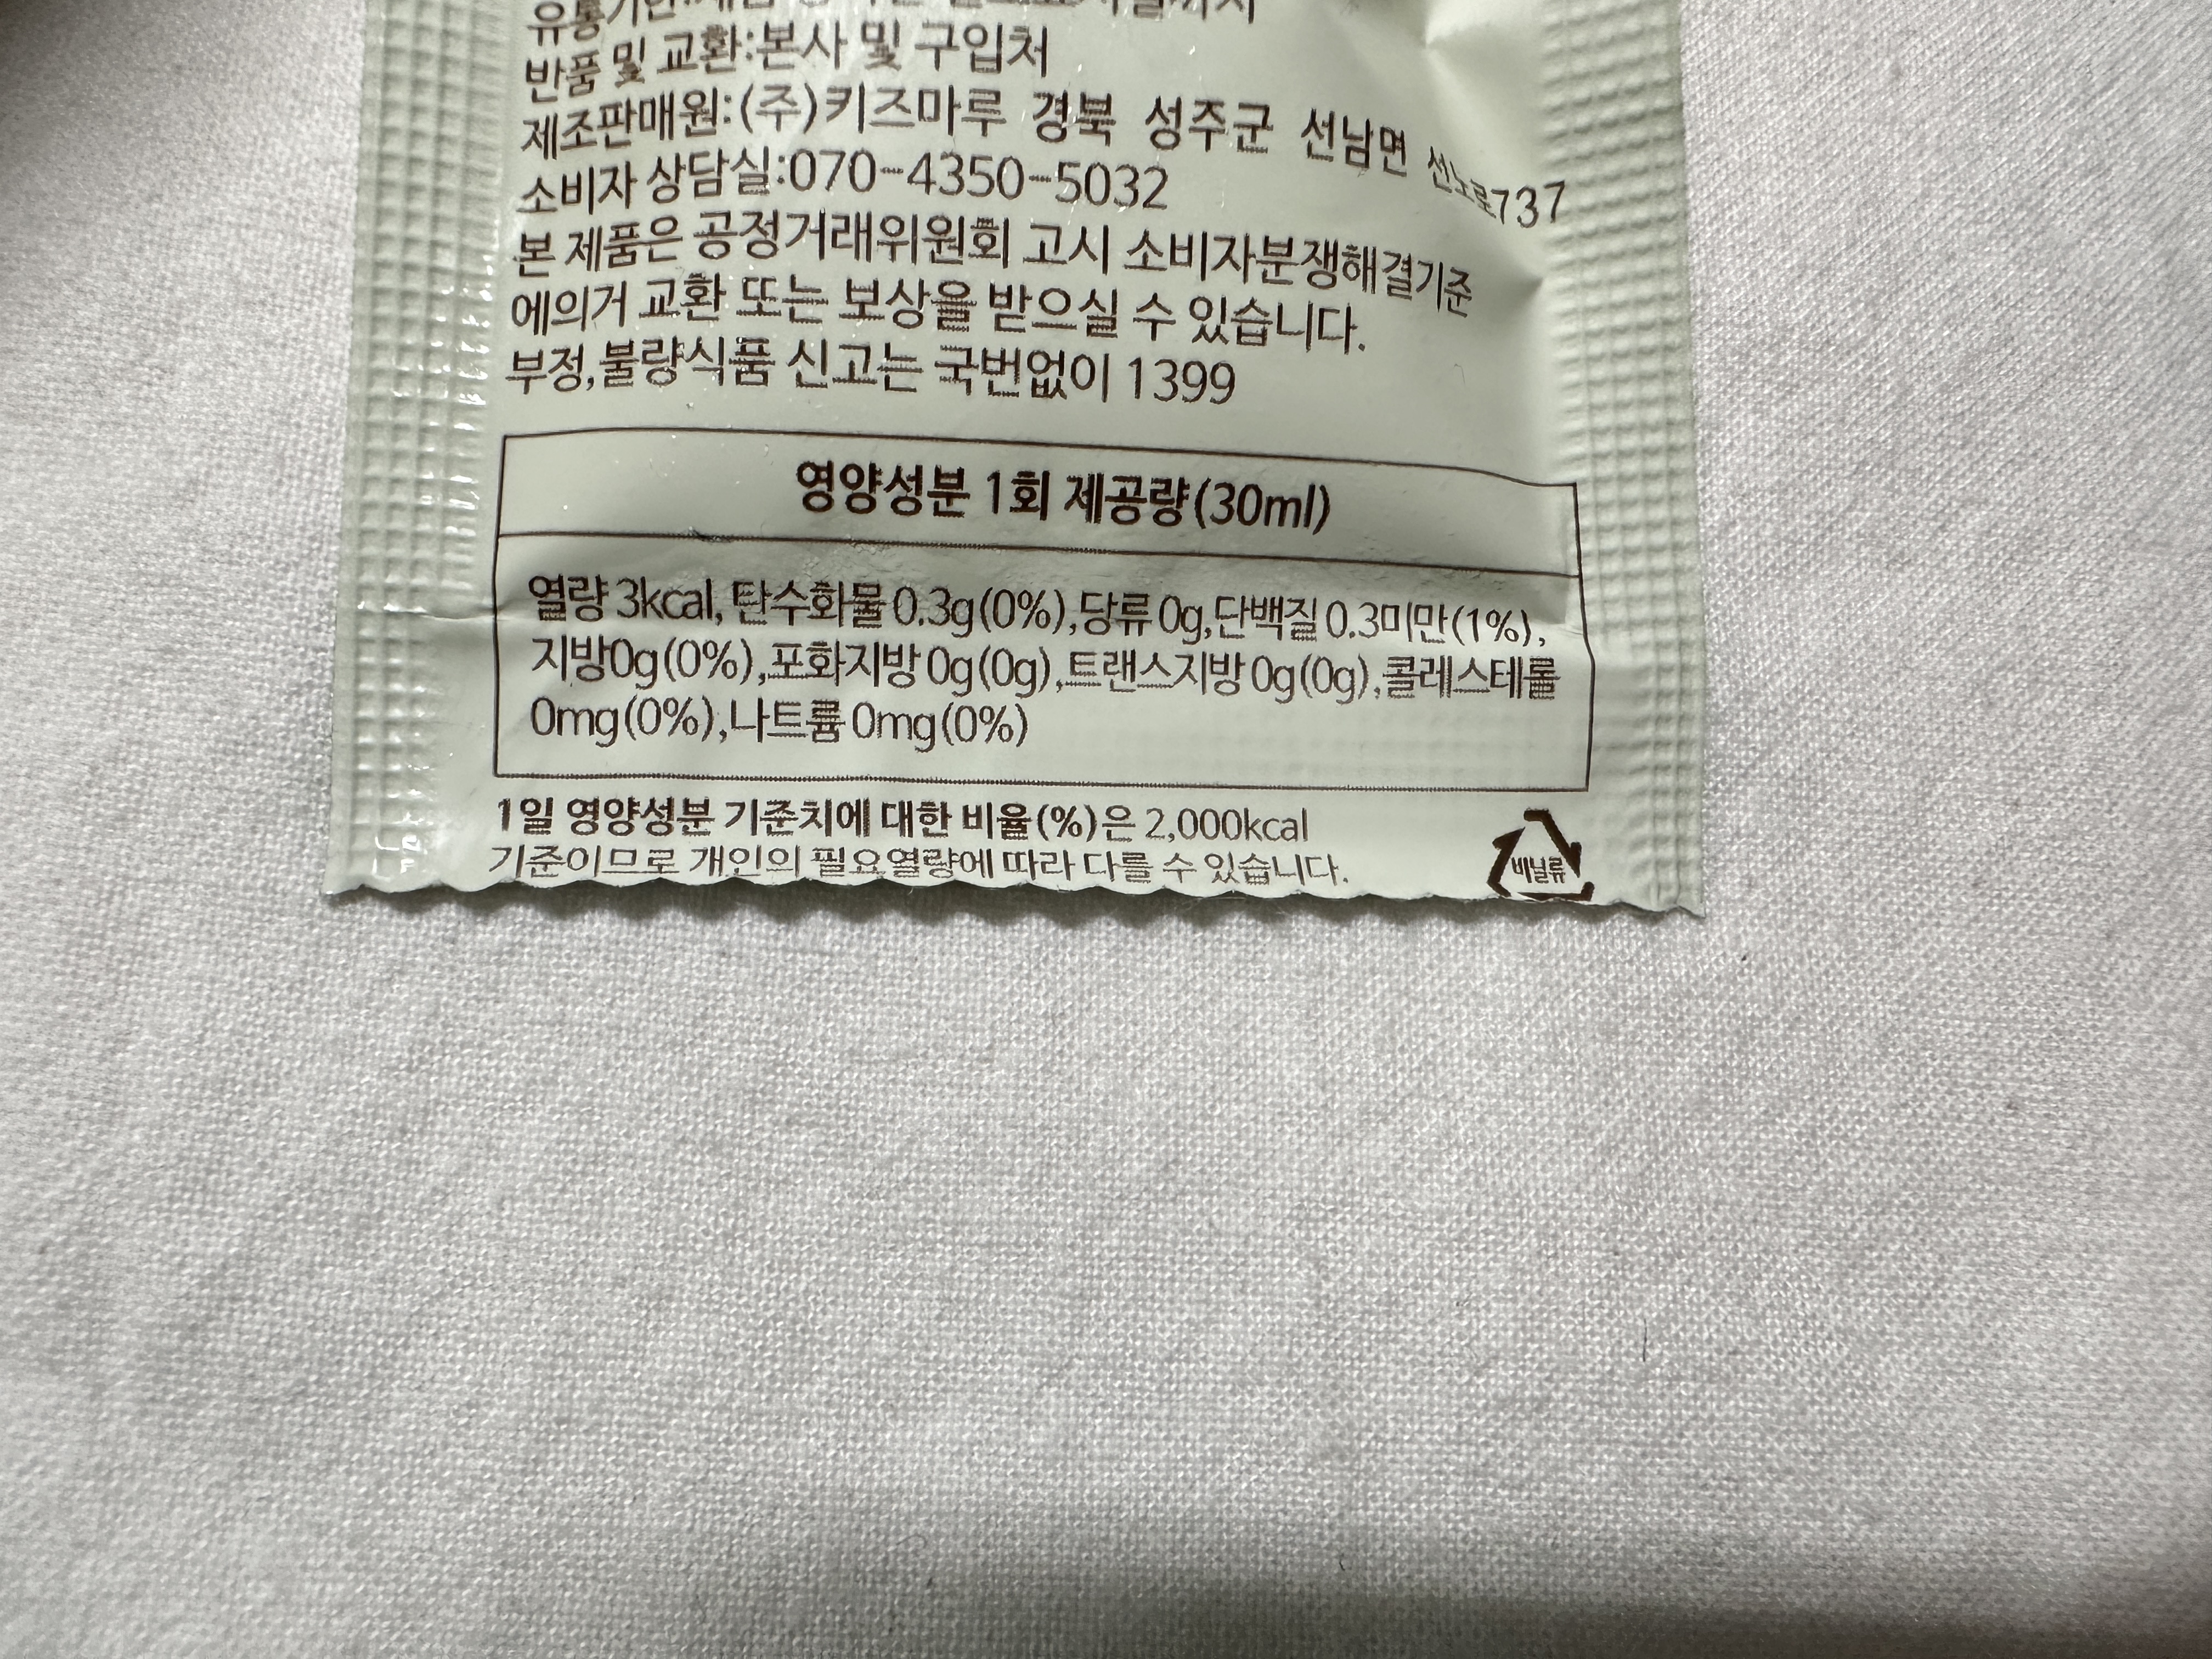 반품 및 교환:본사 및 구입처
제조판매원:(주)키즈마루 경북 성주군 선남면 선노로737
소비자 상담실:070-4350-5032
본 제품은 공정거래위원회 고시 소비자분쟁해결기준
에의거 교환 또는 보상을 받으실 수 있습니다.
부정,불량식품 신고는 국번없이 1399
영양성분 1회 제공량(30ml)
열량 3kcal, 탄수화물 0.3g(0%),당류 0g,단백질 0.3미만(1%),
지방0g(0%),포화지방 0g(0g),트랜스지방 0g(0g),콜레스테롤
0mg(0%),나트륨 0mg(0%)
1일 영양성분 기준치에 대한 비율(%)은 2,000kcal
기준이므로 개인의 필요열량에 따라 다를 수 있습니다.
비닐류